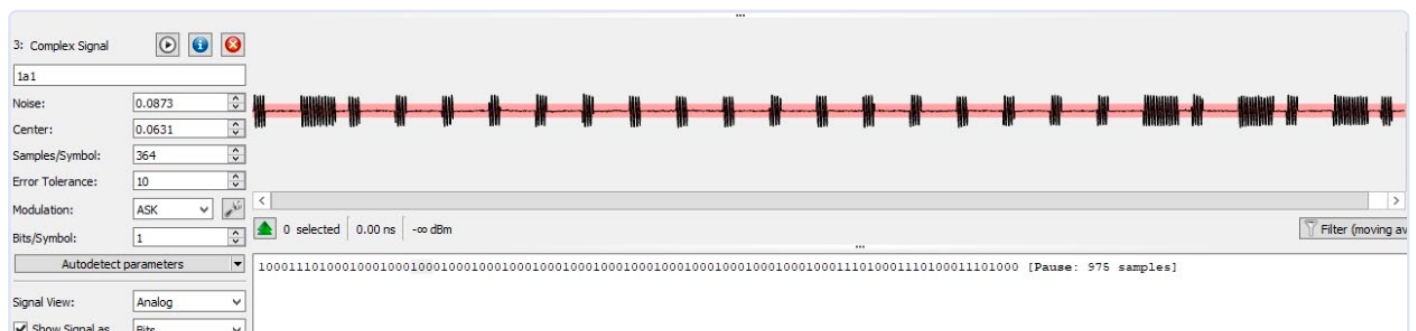 3: Complex Signal
1a1
Noise: 0.0873
Center: 0.0631
Samples/Symbol: 364
Error Tolerance: 10
Modulation: ASK
Bits/Symbol: 1
Autodetect parameters
Signal View: Analog
Show Signal as Bits
0 selected 0.00 ns -∞ dBm
Filter (moving av
1000111010001000100010001000100010001000100010001000100010001000100010001000111010001110100011101000 [Pause: 975 samples]